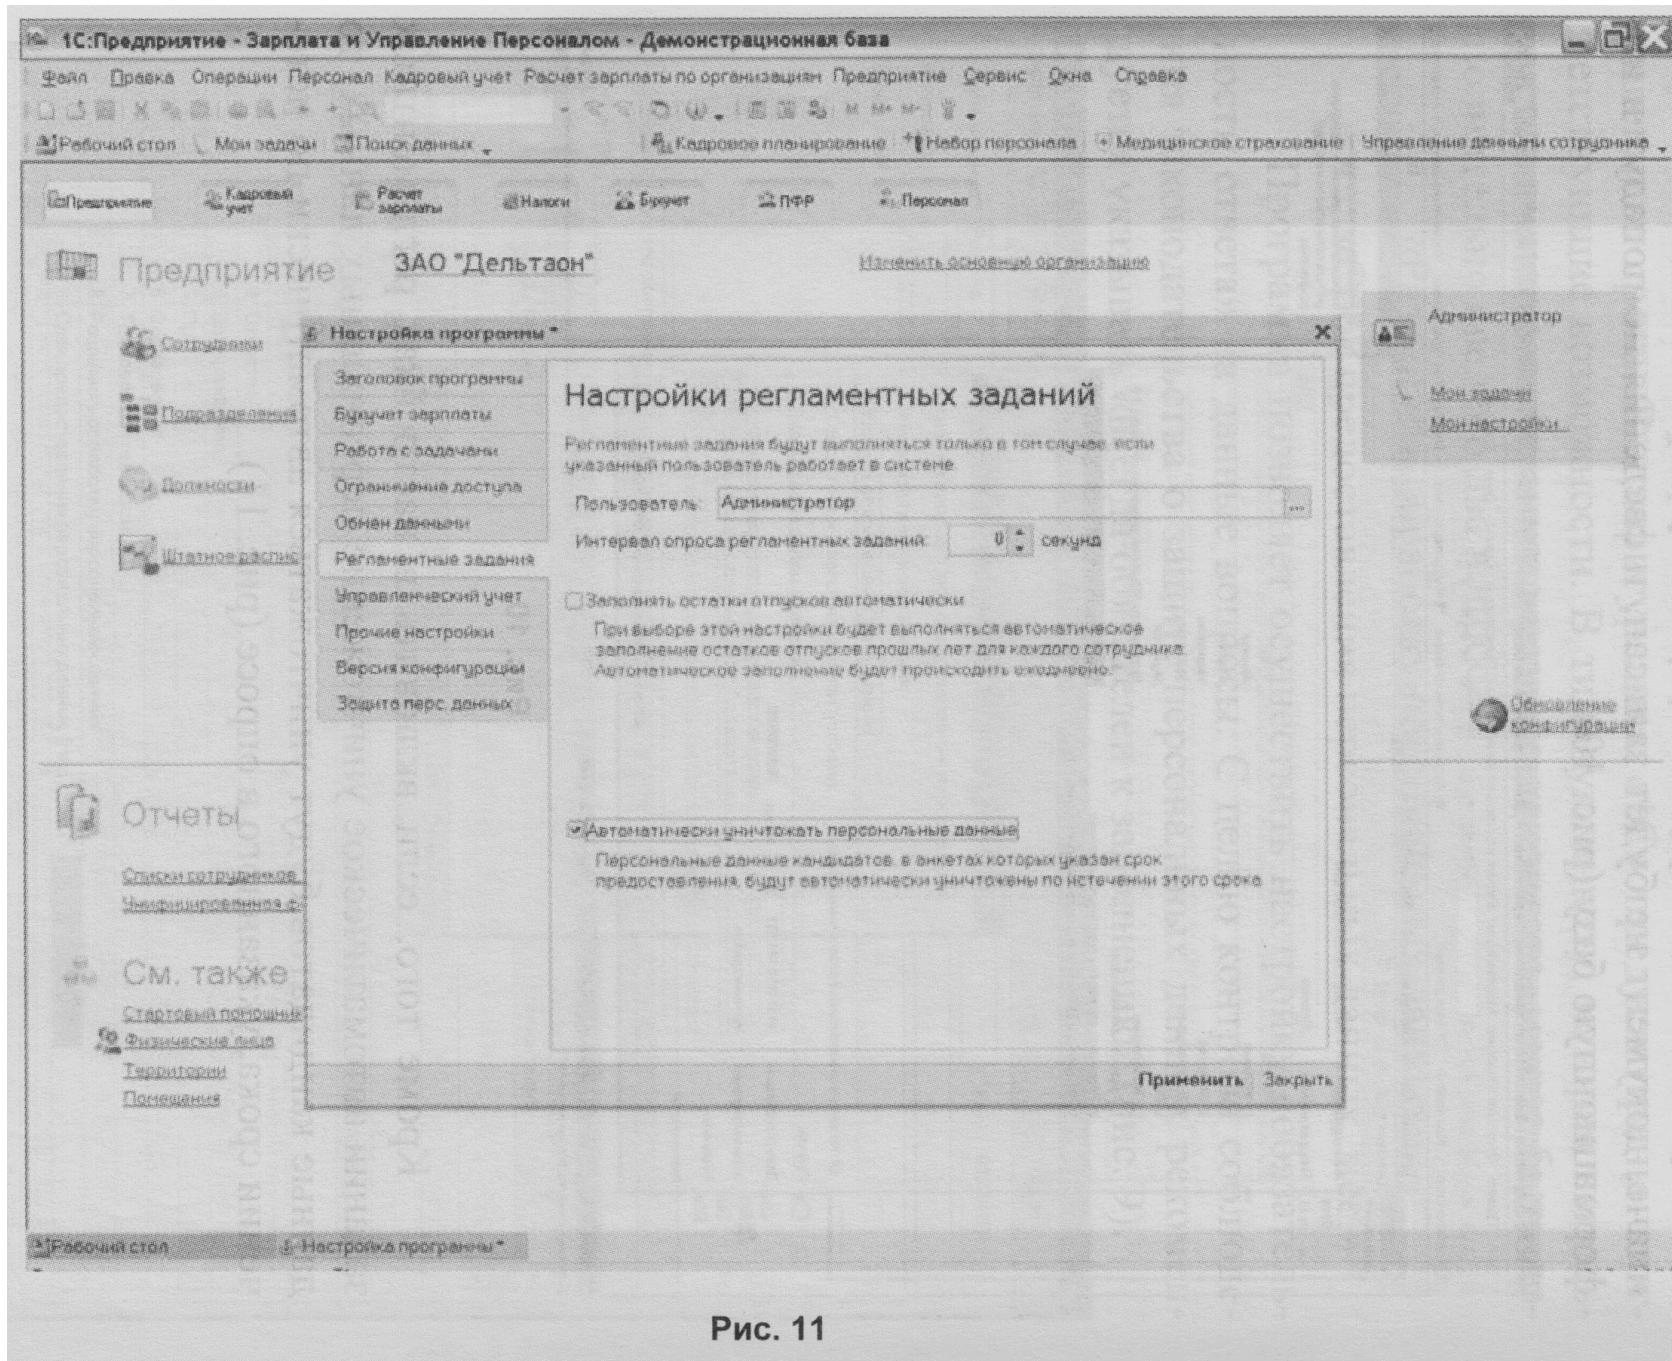 1С:Предприятие - Зарплата и Управление Персоналом - Демонстрационная база
Файл Правка Операции Персонал Кадровый учет Расчет зарплаты по организациям Предприятие Сервис Окна Справка
Рабочий стол Мои задачи Поиск данных Кадровое планирование Набор персонала Медицинское страхование Управление данными сотрудника
Предприятие Кадровый учет Расчет зарплаты Налоги Бухучет ПФР Персонал
Предприятие ЗАО "Дельтаон" Изменить основную организацию
Администратор
Мои задачи
Мои настройки...
Сотрудники
Подразделения
Должности
Штатное распис
Настройка программы *
Заголовок программы
Бухучет зарплаты
Работа с задачами
Ограничение доступа
Обмен данными
Регламентные задания
Управленческий учет
Прочие настройки
Версия конфигурации
Защита перс. данных
Настройки регламентных заданий
Регламентные задания будут выполняться только в том случае, если
указанный пользователь работает в системе.
Пользователь: Администратор ...
Интервал опроса регламентных заданий: 0 секунд
Заполнять остатки отпусков автоматически
При выборе этой настройки будет выполняться автоматическое
заполнение остатков отпусков прошлых лет для каждого сотрудника.
Автоматическое заполнение будет происходить ежедневно.
Автоматически уничтожать персональные данные
Персональные данные кандидатов, в анкетах которых указан срок
предоставления, будут автоматически уничтожены по истечении этого срока
Применить Закрыть
Обновление
конфигурации
Отчеты
Списки сотрудников
Унифицированная ф
См. также
Стартовый помощник
Физические лица
Территории
Помещения
Рабочий стол Настройка программы *
Рис. 11